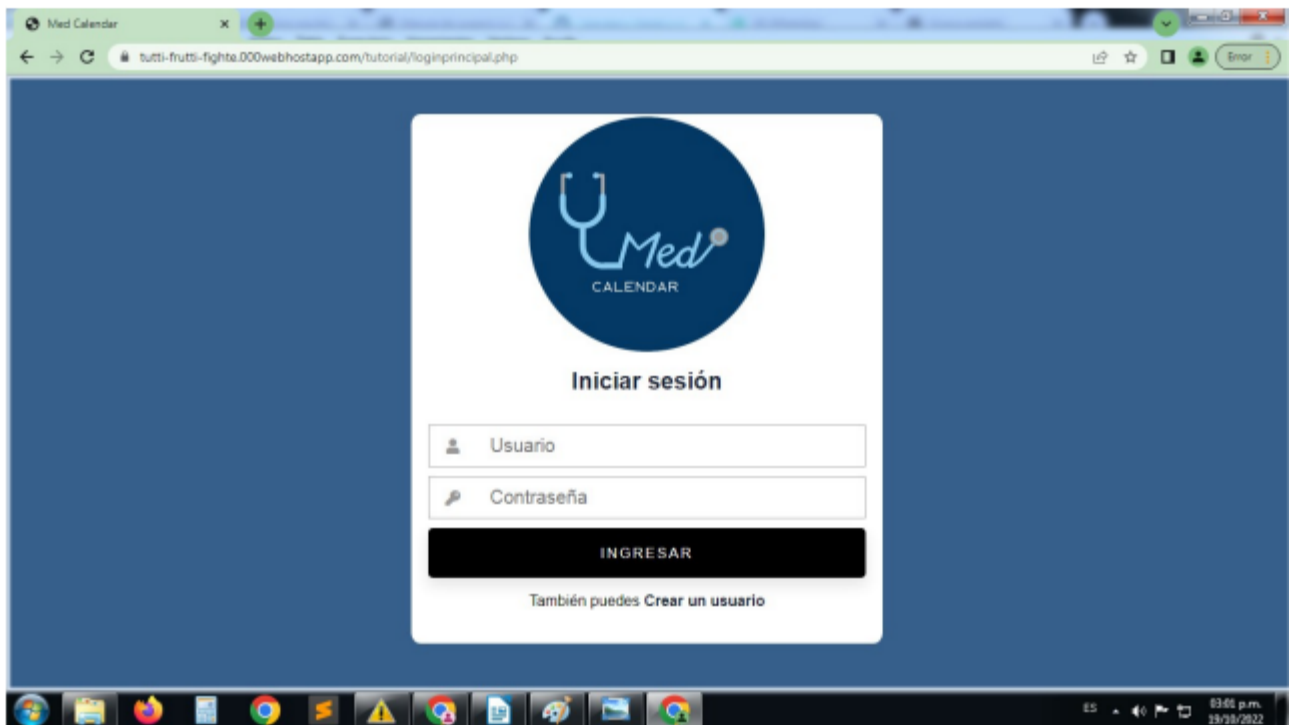 Med Calendar
tutti-frutti-fighte.000webhostapp.com/tutorial/loginprincipal.php
Error
Med
CALENDAR
Iniciar sesión
Usuario
Contraseña
INGRESAR
También puedes Crear un usuario
ES
03:01 p.m.
19/10/2022